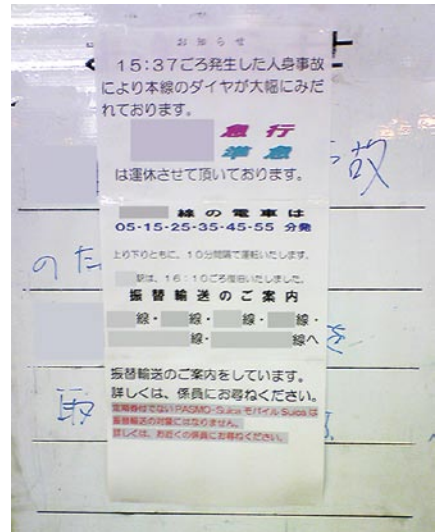 お知らせ
15:37ごろ発生した人身事故
により本線のダイヤが大幅にみだ
れております。
急行
準急
は運休させて頂いております。
線の電車は
05・15・25・35・45・55 分発
上り下りともに、10分間隔で運転いたします。
駅は、16:10ごろ復旧いたしました。
振替輸送のご案内
線・ 線・ 線・ 線・
線・ 線へ
振替輸送のご案内をしています。
詳しくは、係員にお尋ねください。
定期券付でないPASMO・Suica モバイル Suica は
振替輸送の対象にはなりません。
詳しくは、お近くの係員にお尋ねください。
故
のた
を
取